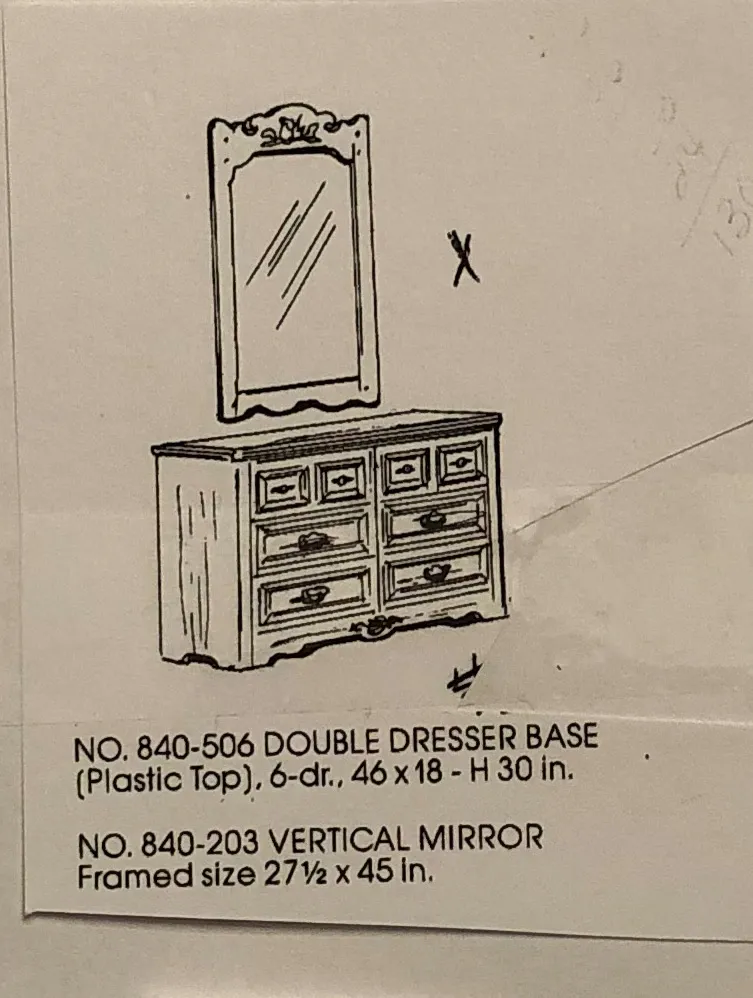 X
NO. 840-506 DOUBLE DRESSER BASE
(Plastic Top), 6-dr., 46 x 18 - H 30 in.
NO. 840-203 VERTICAL MIRROR
Framed size 27½ x 45 in.